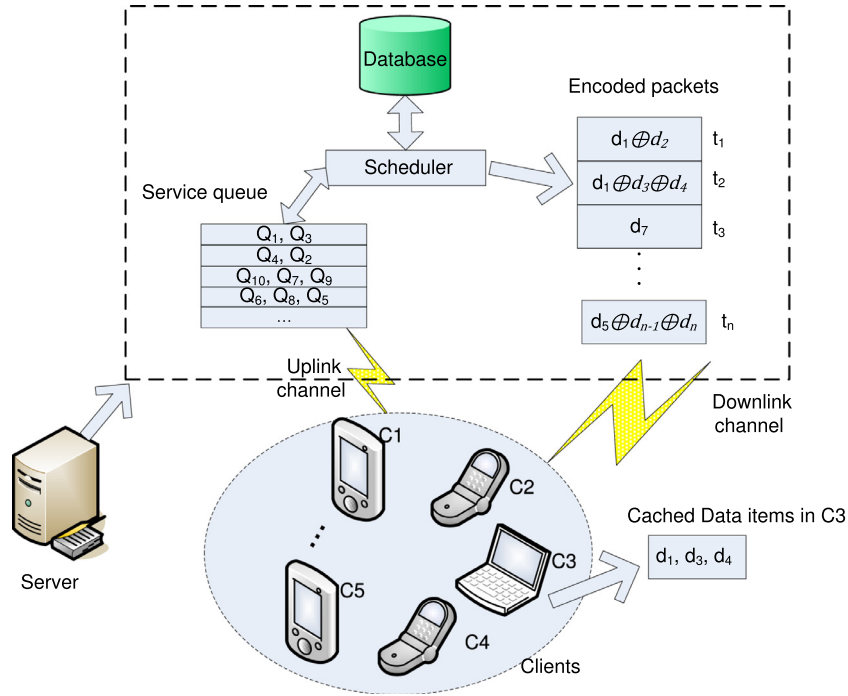 Database
Encoded packets
d₁⊕d₂ t₁
Scheduler
d₁⊕d₃⊕d₄ t₂
Service queue
d₇ t₃
Q₁, Q₃
Q₄, Q₂
Q₁₀, Q₇, Q₉
Q₆, Q₈, Q₅
...
d₅⊕dₙ₋₁⊕dₙ tₙ
Uplink
channel
Downlink
channel
C1
C2
Cached Data items in C3
C3
d₁, d₃, d₄
C5
Server
C4
Clients